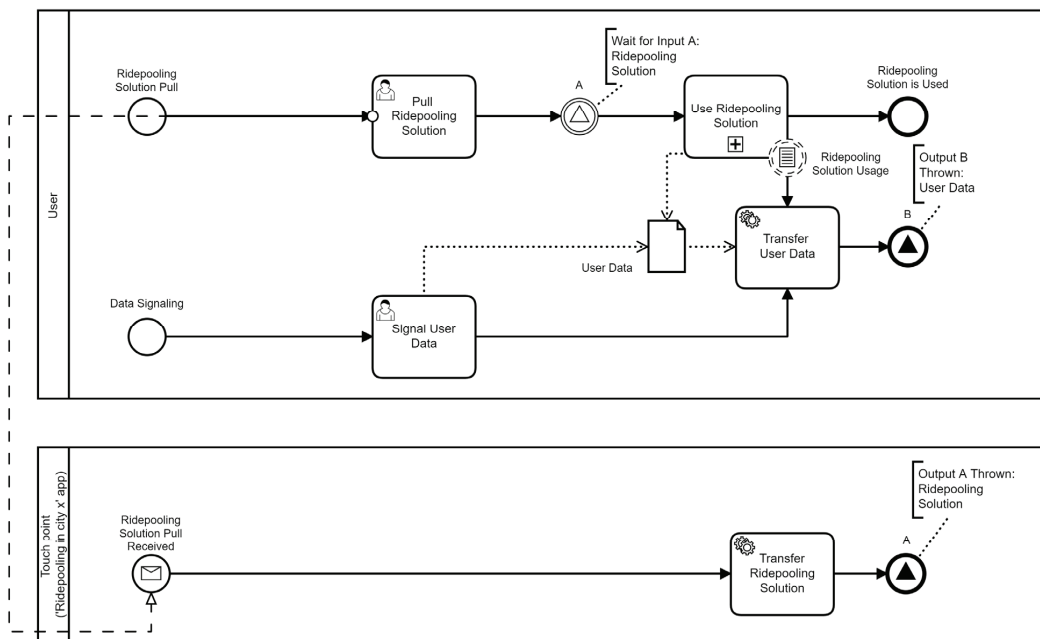 User
Ridepooling
Solution Pull
Pull
Ridepooling
Solution
A
Wait for Input A:
Ridepooling
Solution
Use Ridepooling
Solution
Ridepooling
Solution is Used
Ridepooling
Solution Usage
Output B
Thrown:
User Data
B
Transfer
User Data
User Data
Data Signaling
Signal User
Data
Touch point
('Ridepooling in city x' app)
Ridepooling
Solution Pull
Received
Transfer
Ridepooling
Solution
A
Output A Thrown:
Ridepooling
Solution